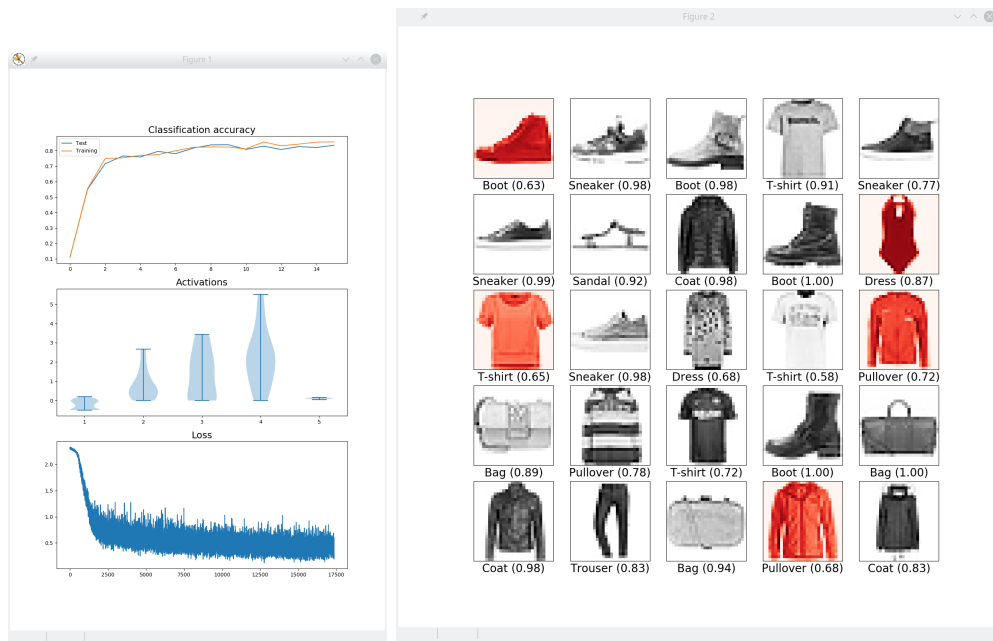 Figure 1
Classification accuracy
Test
Training
0.8
0.7
0.6
0.5
0.4
0.3
0.2
0.1
0 2 4 6 8 10 12 14
Activations
5
4
3
2
1
0
1 2 3 4 5
Loss
2.0
1.5
1.0
0.5
0 2500 5000 7500 10000 12500 15000 17500
Figure 2
Boot (0.63) Sneaker (0.98) Boot (0.98) T-shirt (0.91) Sneaker (0.77)
Sneaker (0.99) Sandal (0.92) Coat (0.98) Boot (1.00) Dress (0.87)
T-shirt (0.65) Sneaker (0.98) Dress (0.68) T-shirt (0.58) Pullover (0.72)
Bag (0.89) Pullover (0.78) T-shirt (0.72) Boot (1.00) Bag (1.00)
Coat (0.98) Trouser (0.83) Bag (0.94) Pullover (0.68) Coat (0.83)